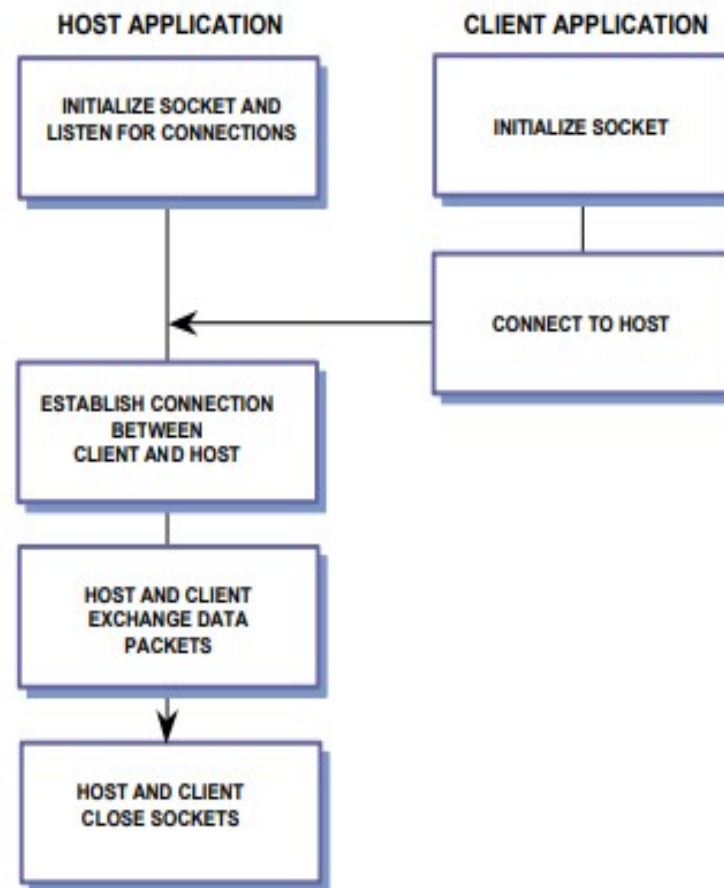 HOST APPLICATION
CLIENT APPLICATION
INITIALIZE SOCKET AND
LISTEN FOR CONNECTIONS
INITIALIZE SOCKET
CONNECT TO HOST
ESTABLISH CONNECTION
BETWEEN
CLIENT AND HOST
HOST AND CLIENT
EXCHANGE DATA
PACKETS
HOST AND CLIENT
CLOSE SOCKETS